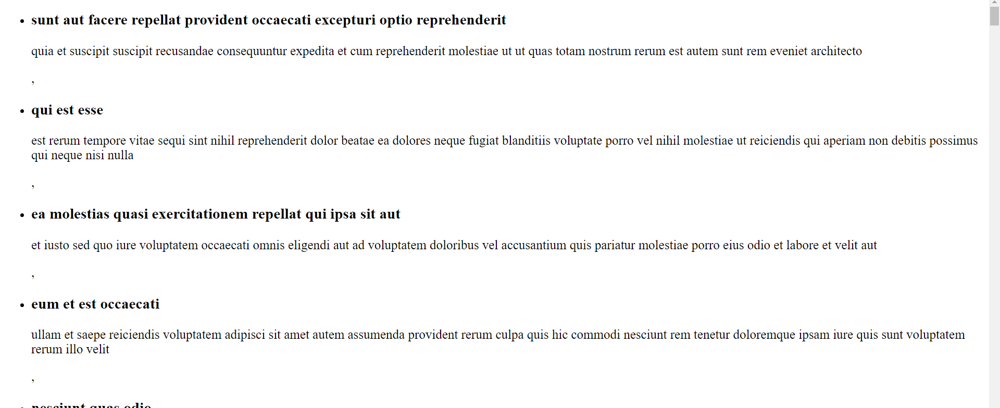 • sunt aut facere repellat provident occaecati excepturi optio reprehenderit
quia et suscipit suscipit recusandae consequuntur expedita et cum reprehenderit molestiae ut ut quas totam nostrum rerum est autem sunt rem eveniet architecto
,
• qui est esse
est rerum tempore vitae sequi sint nihil reprehenderit dolor beatae ea dolores neque fugiat blanditiis voluptate porro vel nihil molestiae ut reiciendis qui aperiam non debitis possimus
qui neque nisi nulla
,
• ea molestias quasi exercitationem repellat qui ipsa sit aut
et iusto sed quo iure voluptatem occaecati omnis eligendi aut ad voluptatem doloribus vel accusantium quis pariatur molestiae porro eius odio et labore et velit aut
,
• eum et est occaecati
ullam et saepe reiciendis voluptatem adipisci sit amet autem assumenda provident rerum culpa quis hic commodi nesciunt rem tenetur doloremque ipsam iure quis sunt voluptatem
rerum illo velit
,
• nesciunt quas odio